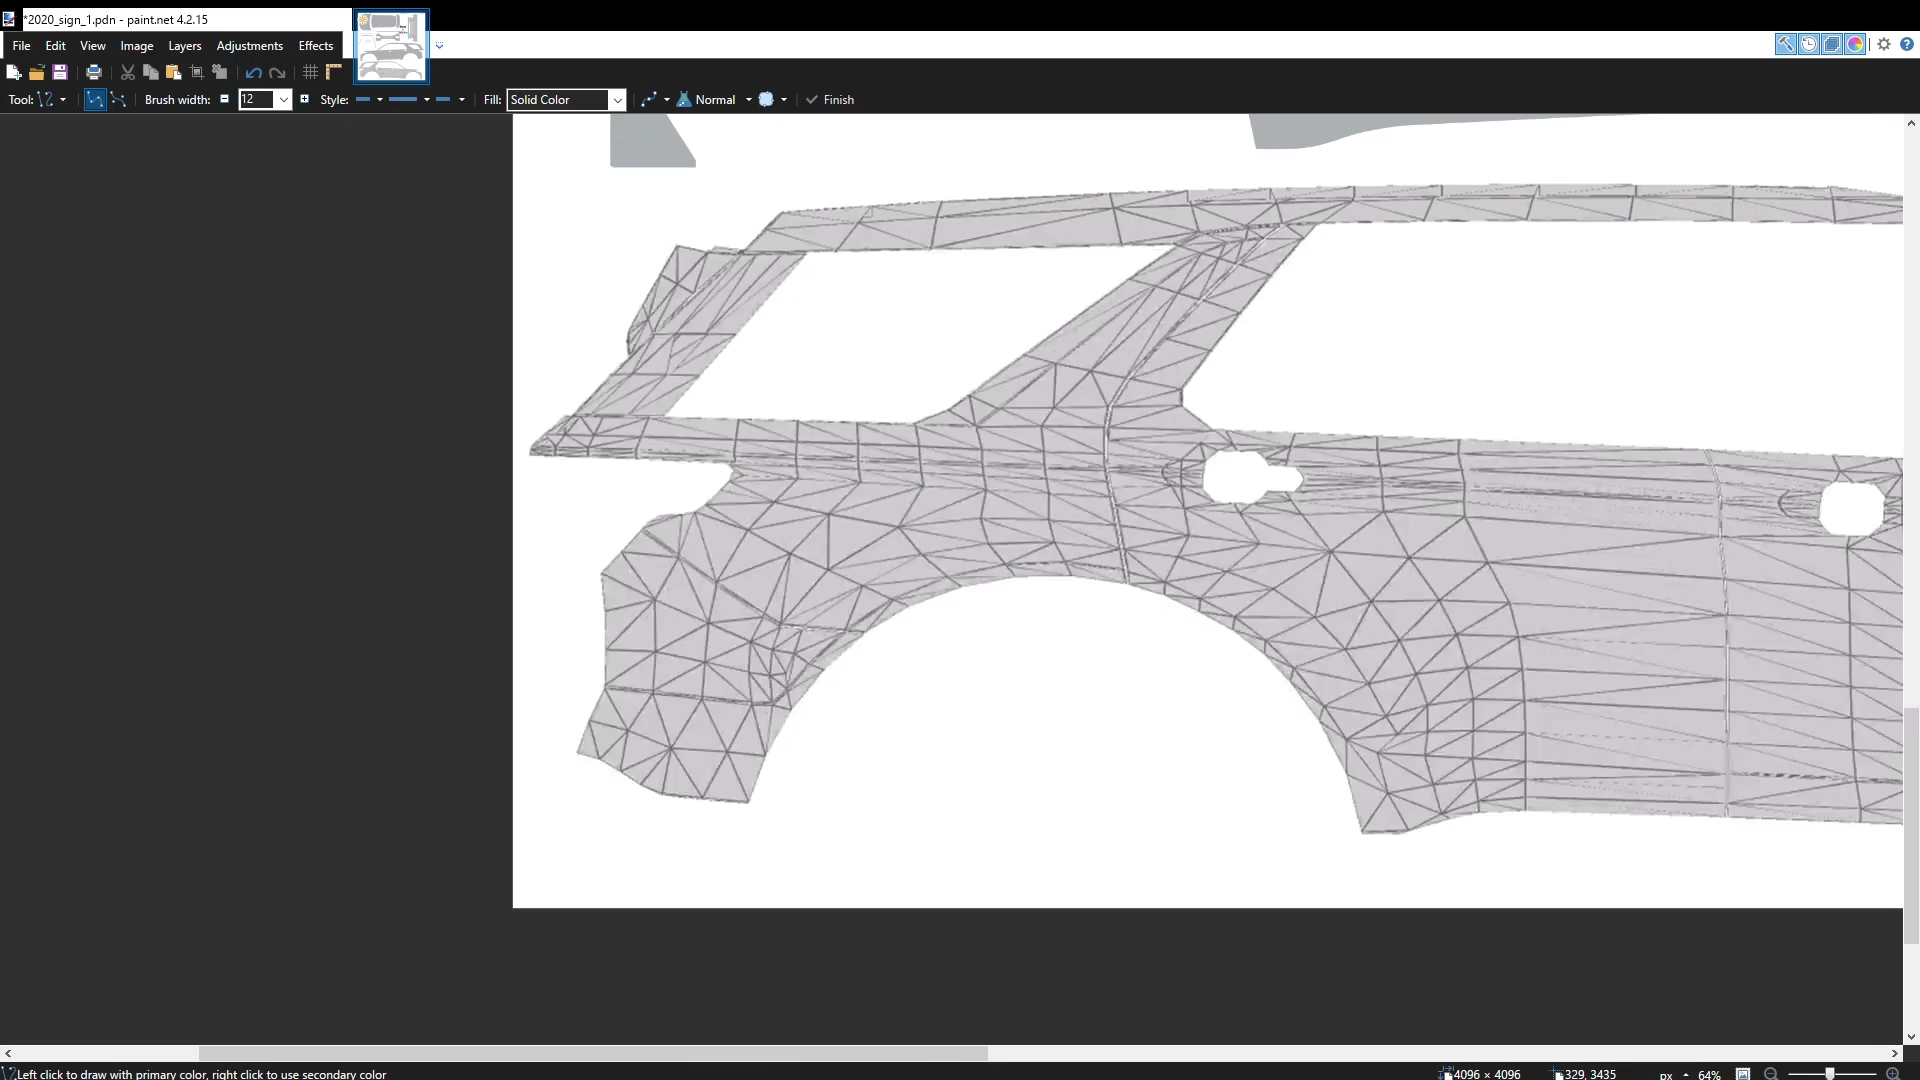 *2020_sign_1.pdn - paint.net 4.2.15
File Edit View Image Layers Adjustments Effects
Tool: Brush width: 12 Style: Fill: Solid Color Normal Finish
Left click to draw with primary color, right click to use secondary color 4096 × 4096 329, 3435 px 64%